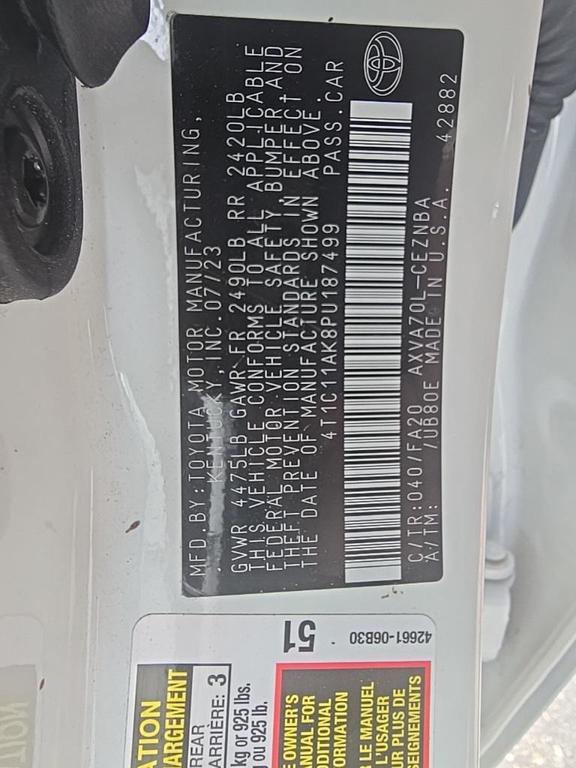 MFD.BY:TOYOTA MOTOR MANUFACTURING,
KENTUCKY,INC.07/23
GVWR 4475LB GAWR FR 2490LB RR 2420LB
THIS VEHICLE CONFORMS TO ALL APPLICABLE
FEDERAL MOTOR VEHICLE SAFETY,BUMPER,AND
THEFT PREVENTION STANDARDS IN EFFECT ON
THE DATE OF MANUFACTURE SHOWN ABOVE.
4T1C11AK8PU187499 PASS.CAR
C/TR:040/FA20 AXVA70L-CEZNBA
A/TM: /UB80E MADE IN U.S.A. 42882
51
42661-06B30
ATION
ARGEMENT
REAR
ARRIÈRE: 3
kg or 925 lbs.
g ou 925 lb.
E OWNER'S
ANUAL FOR
DDITIONAL
FORMATION
R LE MANUEL
L'USAGER
UR PLUS DE
SEIGNEMENTS